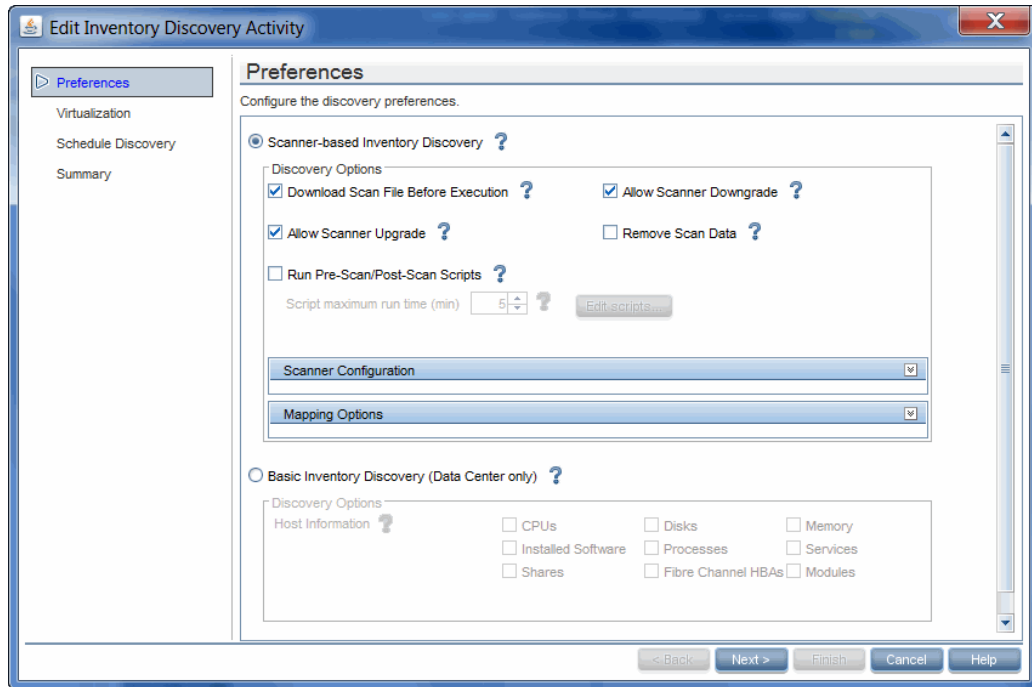 Edit Inventory Discovery Activity
Preferences
Virtualization
Schedule Discovery
Summary
Preferences
Configure the discovery preferences.
Scanner-based Inventory Discovery ?
Discovery Options
Download Scan File Before Execution ? Allow Scanner Downgrade ?
Allow Scanner Upgrade ? Remove Scan Data ?
Run Pre-Scan/Post-Scan Scripts ?
Script maximum run time (min) 5 ? Edit scripts...
Scanner Configuration
Mapping Options
Basic Inventory Discovery (Data Center only) ?
Discovery Options
Host Information ? CPUs Disks Memory
Installed Software Processes Services
Shares Fibre Channel HBAs Modules
< Back Next > Finish Cancel Help